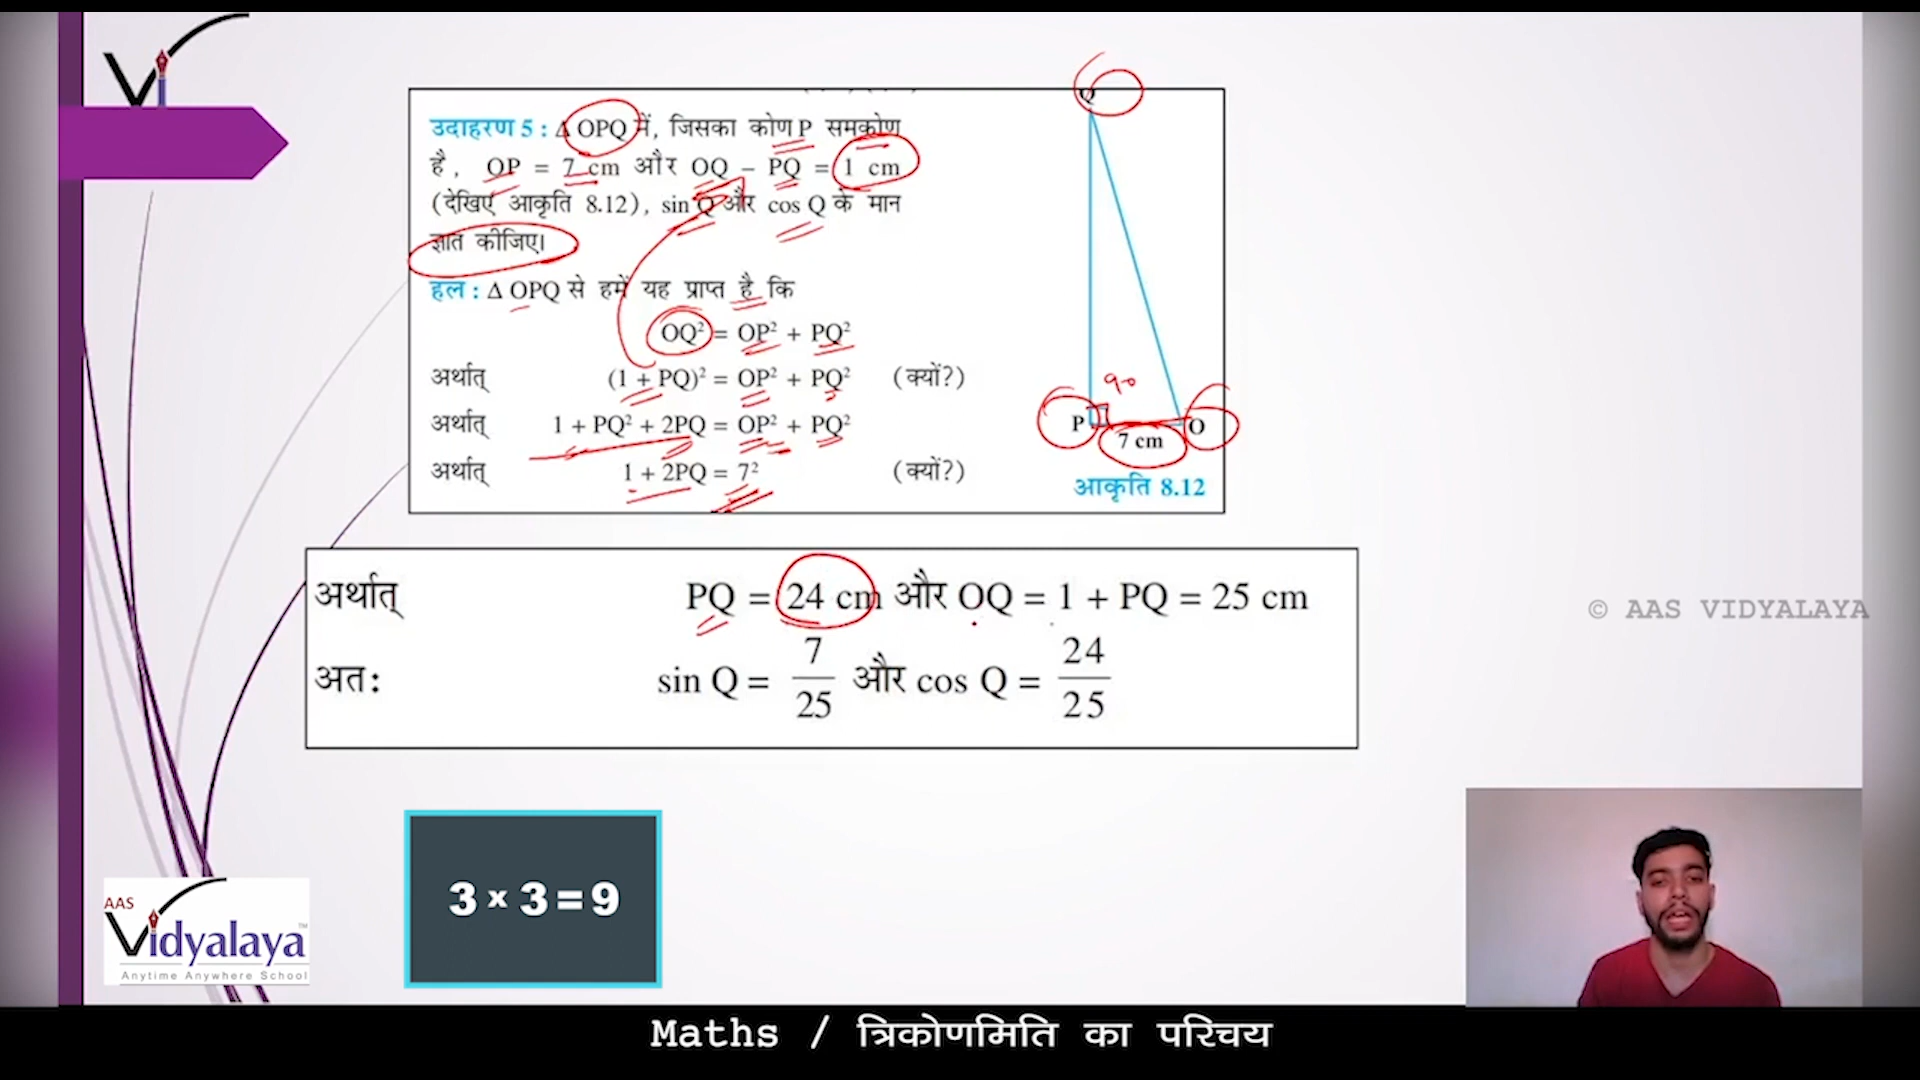 उदाहरण 5 : Δ OPQ में, जिसका कोण P समकोण
है, OP = 7 cm और OQ – PQ = 1 cm
(देखिए आकृति 8.12), sin Q और cos Q के मान
ज्ञात कीजिए।
हल : Δ OPQ से हमें यह प्राप्त है कि
OQ² = OP² + PQ²
अर्थात् (1 + PQ)² = OP² + PQ² (क्यों?)
अर्थात् 1 + PQ² + 2PQ = OP² + PQ²
अर्थात् 1 + 2PQ = 7² (क्यों?)
Q
90
P
7 cm
O
आकृति 8.12
अर्थात् PQ = 24 cm और OQ = 1 + PQ = 25 cm
अत: sin Q = 7/25 और cos Q = 24/25
© AAS VIDYALAYA
3 × 3 = 9
AAS
Vidyalaya™
Anytime Anywhere School
Maths / त्रिकोणमिति का परिचय